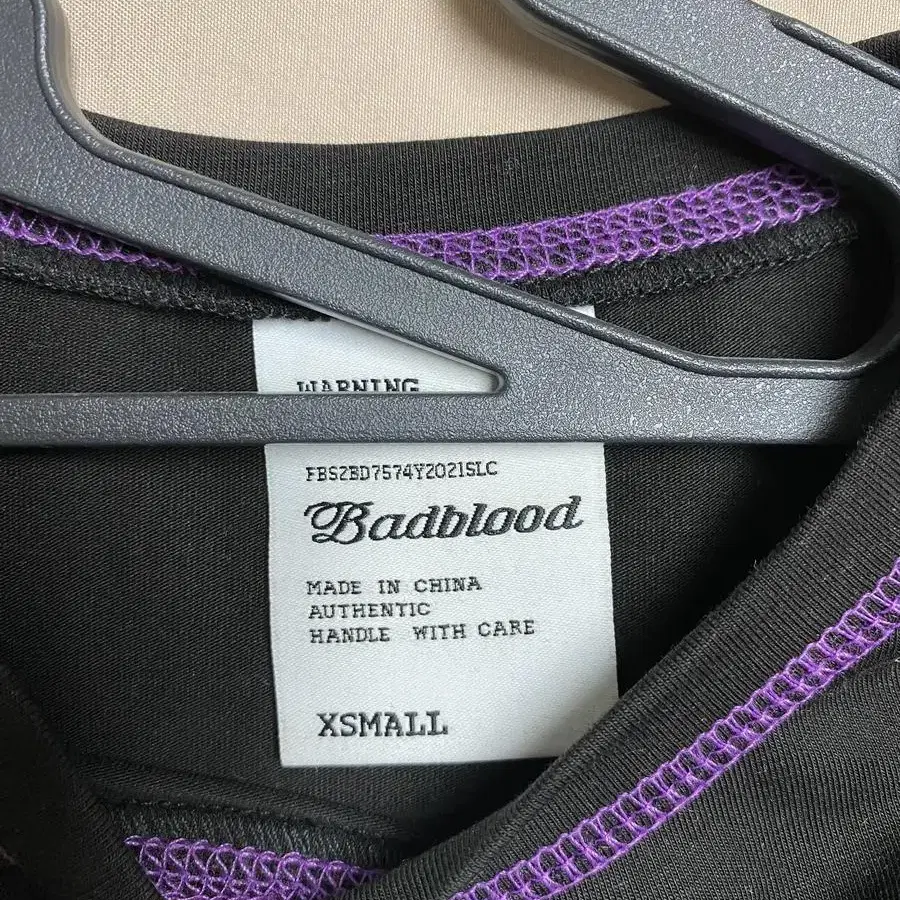 WARNING
FBS2BD7574Y2021SLC
Badblood
MADE IN CHINA
AUTHENTIC
HANDLE WITH CARE
XSMALL